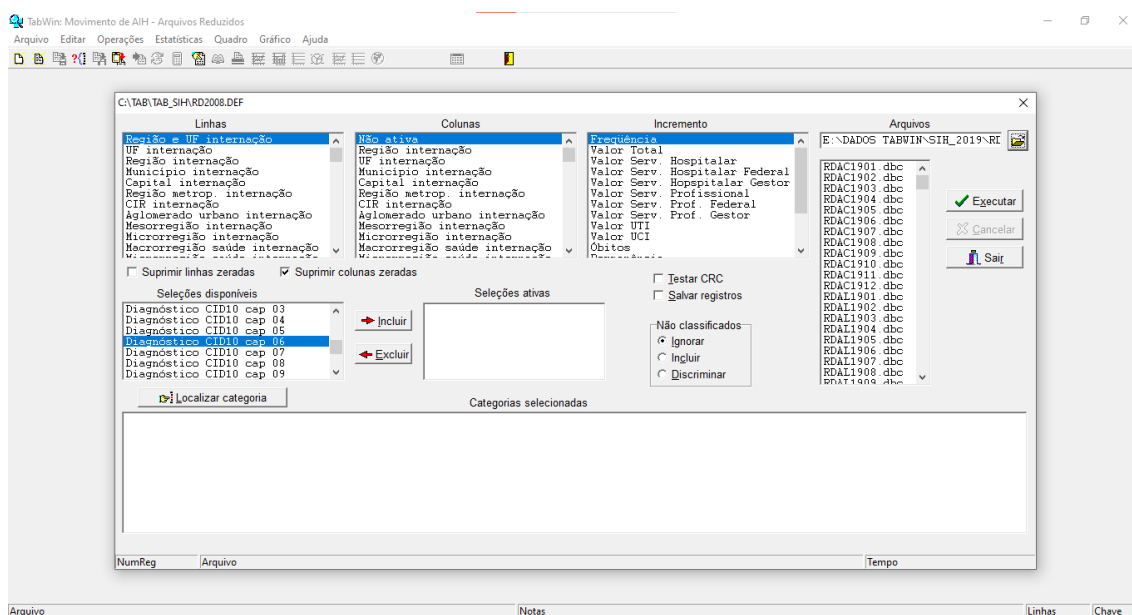 TabWin: Movimento de AIH - Arquivos Reduzidos
Arquivo Editar Operações Estatísticas Quadro Gráfico Ajuda
C:\TAB\TAB_SIH\RD2008.DEF
Linhas
Região e UF internação
UF internação
Região internação
Município internação
Capital internação
Região metrop. internação
CIR internação
Aglomerado urbano internação
Mesorregião internação
Microrregião internação
Macrorregião saúde internação
Colunas
Não ativa
Região internação
UF internação
Município internação
Capital internação
Região metrop. internação
CIR internação
Aglomerado urbano internação
Mesorregião internação
Microrregião internação
Macrorregião saúde internação
Incremento
Freqüência
Valor Total
Valor Serv. Hospitalar
Valor Serv. Hospitalar Federal
Valor Serv. Hopspitalar Gestor
Valor Serv. Profissional
Valor Serv. Prof. Federal
Valor Serv. Prof. Gestor
Valor UTI
Valor UCI
Óbitos
Arquivos
E:\DADOS TABWIN\SIH_2019\RD
RDAC1901.dbc
RDAC1902.dbc
RDAC1903.dbc
RDAC1904.dbc
RDAC1905.dbc
RDAC1906.dbc
RDAC1907.dbc
RDAC1908.dbc
RDAC1909.dbc
RDAC1910.dbc
RDAC1911.dbc
RDAC1912.dbc
RDAL1901.dbc
RDAL1902.dbc
RDAL1903.dbc
RDAL1904.dbc
RDAL1905.dbc
RDAL1906.dbc
RDAL1907.dbc
RDAL1908.dbc
RDAL1909.dbc
Executar
Cancelar
Sair
Suprimir linhas zeradas
Suprimir colunas zeradas
Testar CRC
Salvar registros
Seleções disponíveis
Diagnóstico CID10 cap 03
Diagnóstico CID10 cap 04
Diagnóstico CID10 cap 05
Diagnóstico CID10 cap 06
Diagnóstico CID10 cap 07
Diagnóstico CID10 cap 08
Diagnóstico CID10 cap 09
Incluir
Excluir
Seleções ativas
Não classificados
Ignorar
Incluir
Discriminar
Localizar categoria
Categorias selecionadas
NumReg Arquivo Tempo
Arquivo Notas Linhas Chave